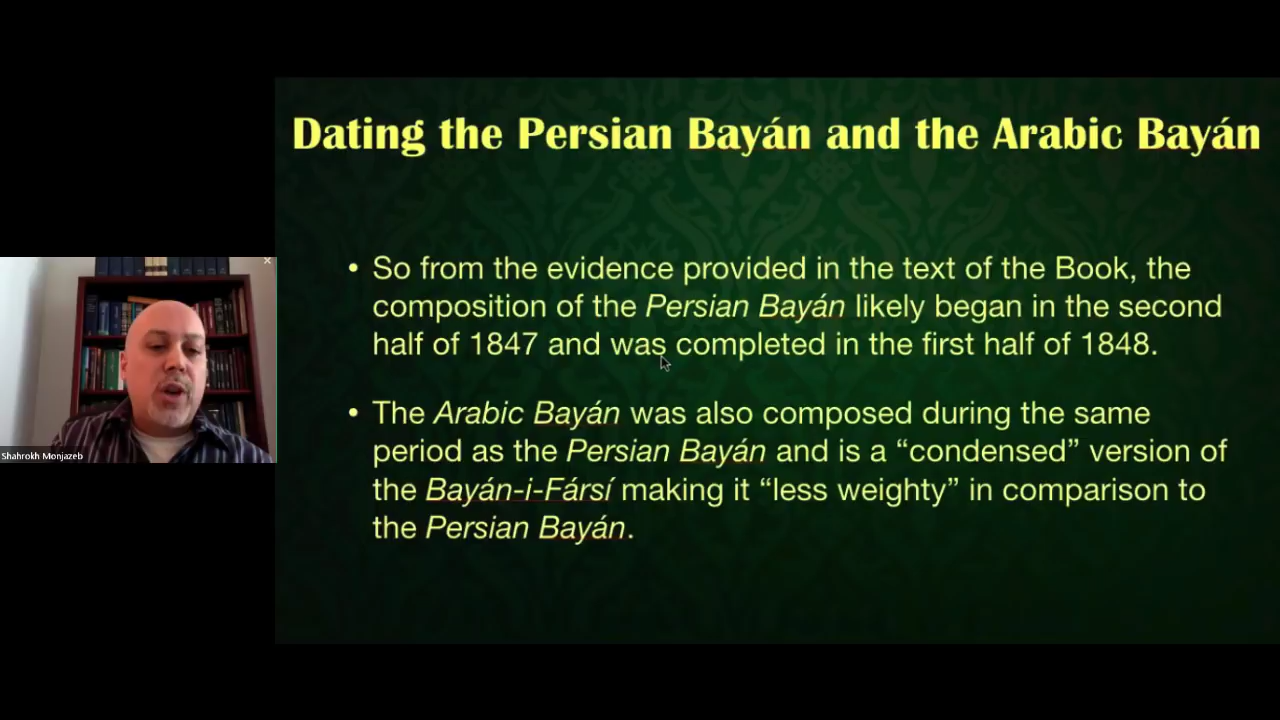 Dating the Persian Bayán and the Arabic Bayán
• So from the evidence provided in the text of the Book, the
composition of the Persian Bayán likely began in the second
half of 1847 and was completed in the first half of 1848.
• The Arabic Bayán was also composed during the same
period as the Persian Bayán and is a “condensed” version of
the Bayán-i-Fársí making it “less weighty” in comparison to
the Persian Bayán.
Shahrokh Monjazeb